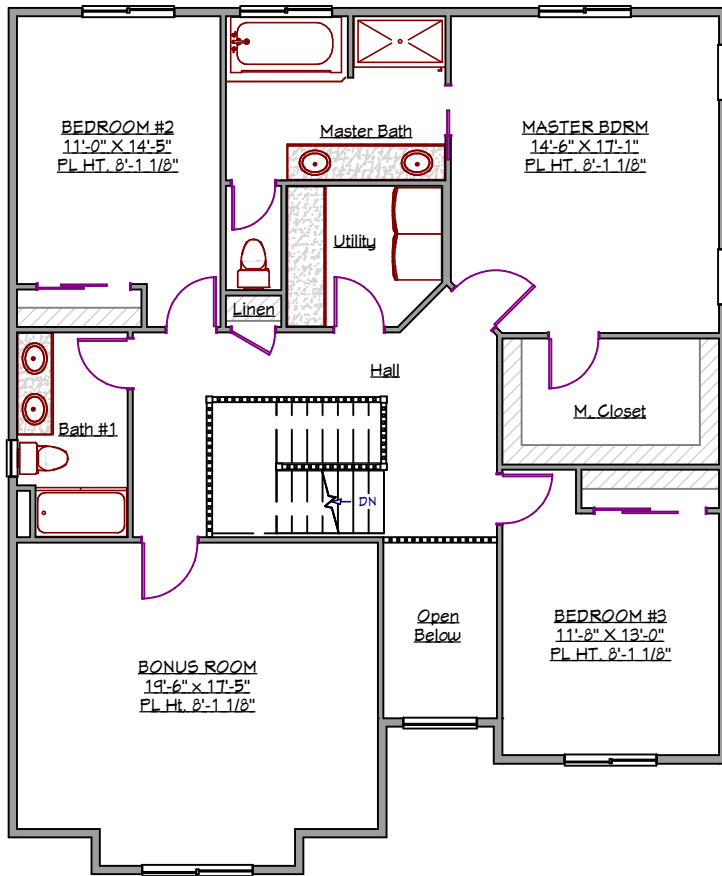 BEDROOM #2
11'-0" X 14'-5"
PL HT. 8'-1 1/8"
Master Bath
MASTER BDRM
14'-6" X 17'-1"
PL HT. 8'-1 1/8"
Utility
Linen
Hall
M. Closet
Bath #1
DN
Open
Below
BEDROOM #3
11'-8" X 13'-0"
PL HT. 8'-1 1/8"
BONUS ROOM
19'-6" x 17'-5"
PL Ht. 8'-1 1/8"